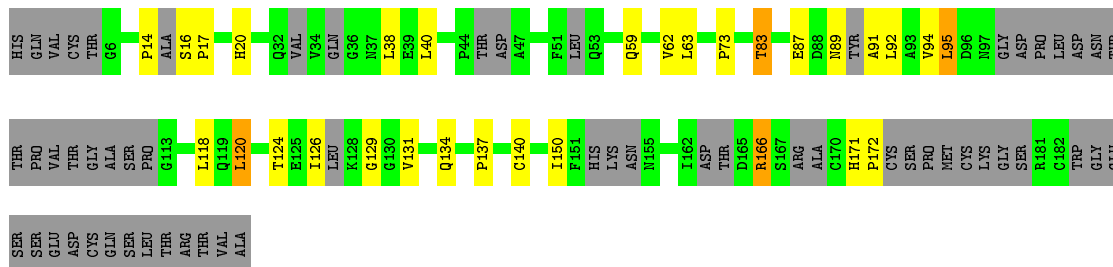 HIS GLN VAL CYS THR G6 P14 ALA S16 P17 H20 Q32 VAL V34 GLN G36 N37 L38 E39 L40 P44 THR ASP A47 F51 LEU Q53 Q59 V62 L63 P73 T83 E87 D88 N89 TYR A91 L92 A93 V94 L95 D96 N97 GLY ASP PRO LEU ASP ASN THR
THR PRO VAL THR GLY ALA SER PRO G113 L118 Q119 L120 T124 E125 I126 LEU K128 G129 G130 V131 Q134 P137 C140 I150 F151 HIS LYS ASN N155 I162 ASP THR D165 R166 S167 ARG ALA C170 H171 P172 CYS SER PRO MET CYS LYS GLY SER R181 C182 TRP GLY GLU
SER SER GLU ASP CYS GLN SER LEU THR ARG THR VAL ALA